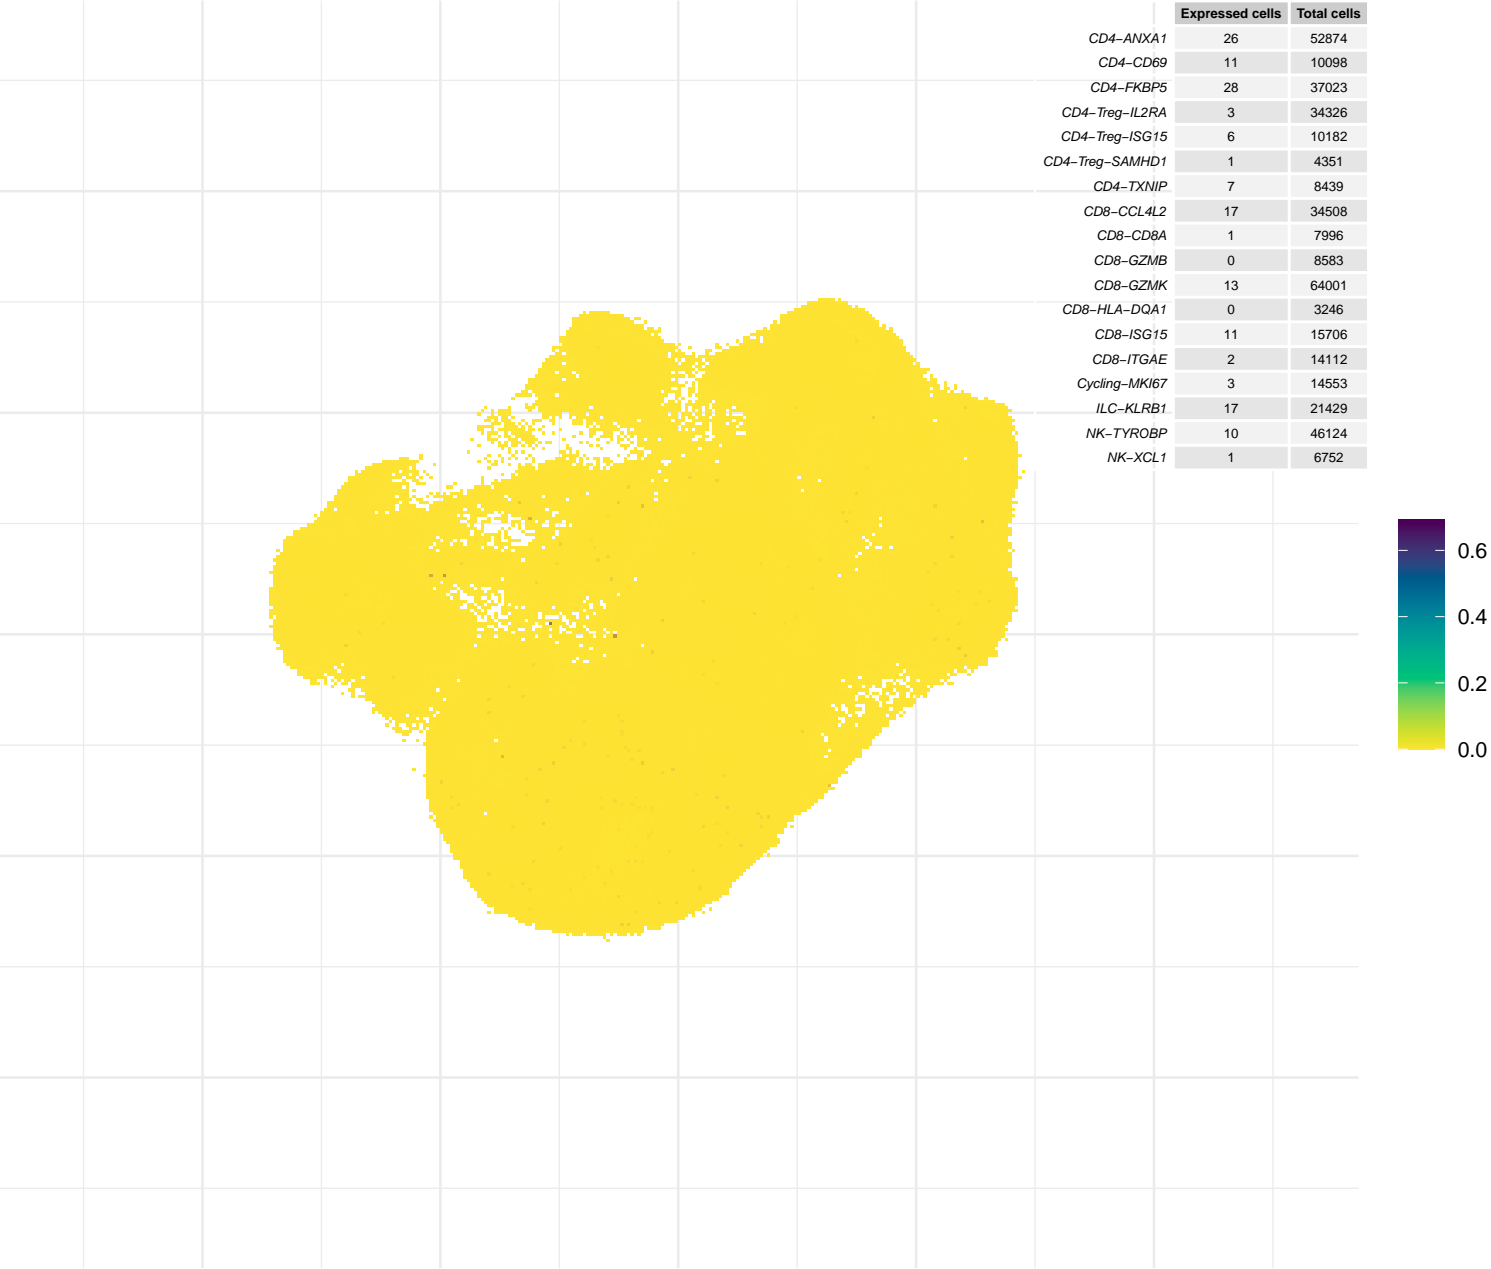 Expressed cells Total cells
CD4−ANXA1 26 52874
CD4−CD69 11 10098
CD4−FKBP5 28 37023
CD4−Treg−IL2RA 3 34326
CD4−Treg−ISG15 6 10182
CD4−Treg−SAMHD1 1 4351
CD4−TXNIP 7 8439
CD8−CCL4L2 17 34508
CD8−CD8A 1 7996
CD8−GZMB 0 8583
CD8−GZMK 13 64001
CD8−HLA−DQA1 0 3246
CD8−ISG15 11 15706
CD8−ITGAE 2 14112
Cycling−MKI67 3 14553
ILC−KLRB1 17 21429
NK−TYROBP 10 46124
NK−XCL1 1 6752
0.6
0.4
0.2
0.0